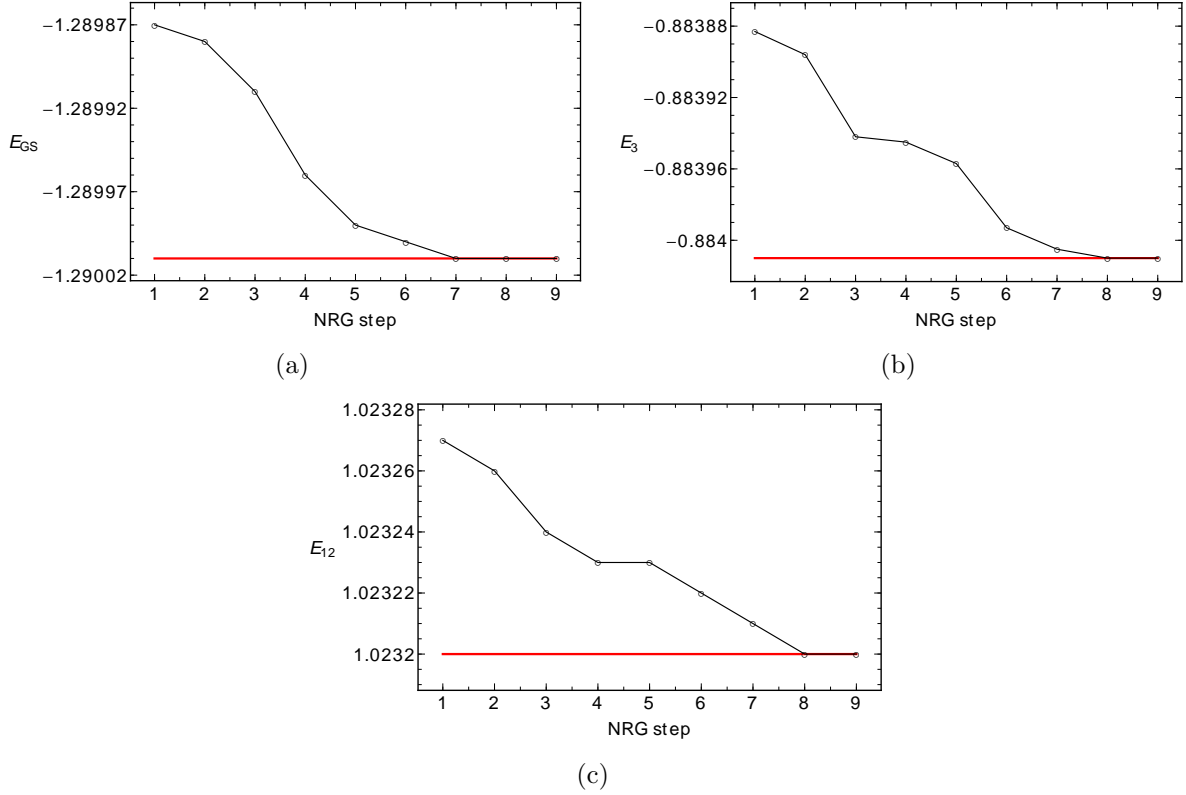 −1.28987
−1.28992
E_GS
−1.28997
−1.29002
1 2 3 4 5 6 7 8 9
NRG step
(a)
−0.88388
−0.88392
E_3
−0.88396
−0.884
1 2 3 4 5 6 7 8 9
NRG step
(b)
1.02328
1.02326
1.02324
E_12
1.02322
1.0232
1 2 3 4 5 6 7 8 9
NRG step
(c)